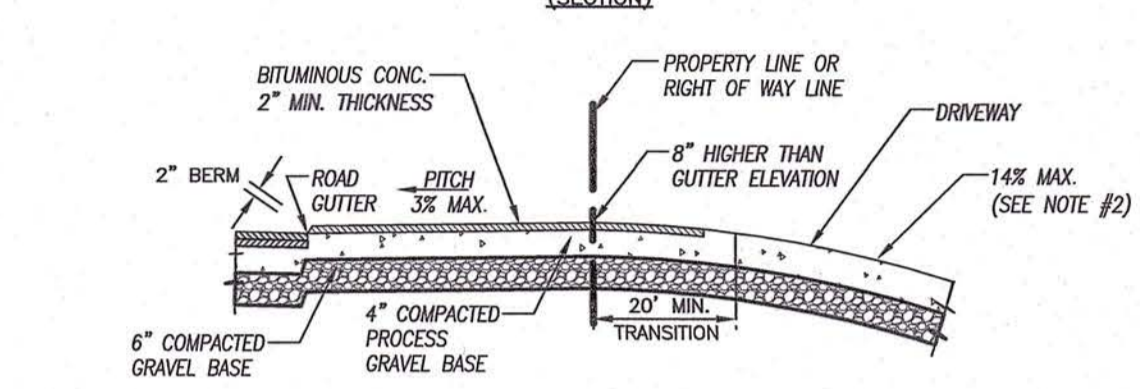 (SECTION)
BITUMINOUS CONC.
2" MIN. THICKNESS
PROPERTY LINE OR
RIGHT OF WAY LINE
DRIVEWAY
2" BERM
ROAD
GUTTER
PITCH
3% MAX.
8" HIGHER THAN
GUTTER ELEVATION
14% MAX.
(SEE NOTE #2)
6" COMPACTED
GRAVEL BASE
4" COMPACTED
PROCESS
GRAVEL BASE
20' MIN.
TRANSITION